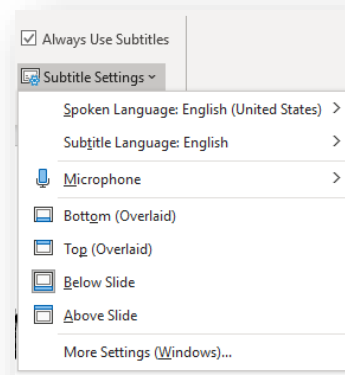 Always Use Subtitles
Subtitle Settings
Spoken Language: English (United States)
Subtitle Language: English
Microphone
Bottom (Overlaid)
Top (Overlaid)
Below Slide
Above Slide
More Settings (Windows)...